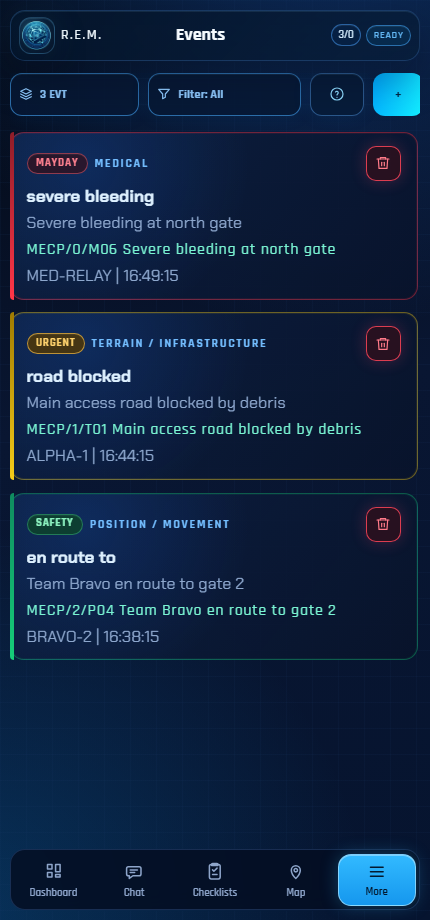 R.E.M.
Events
3/0
READY
3 EVT
Filter: All
+
MAYDAY MEDICAL
severe bleeding
Severe bleeding at north gate
MECP/0/M06 Severe bleeding at north gate
MED-RELAY | 16:49:15
URGENT TERRAIN / INFRASTRUCTURE
road blocked
Main access road blocked by debris
MECP/1/T01 Main access road blocked by debris
ALPHA-1 | 16:44:15
SAFETY POSITION / MOVEMENT
en route to
Team Bravo en route to gate 2
MECP/2/P04 Team Bravo en route to gate 2
BRAVO-2 | 16:38:15
Dashboard
Chat
Checklists
Map
More